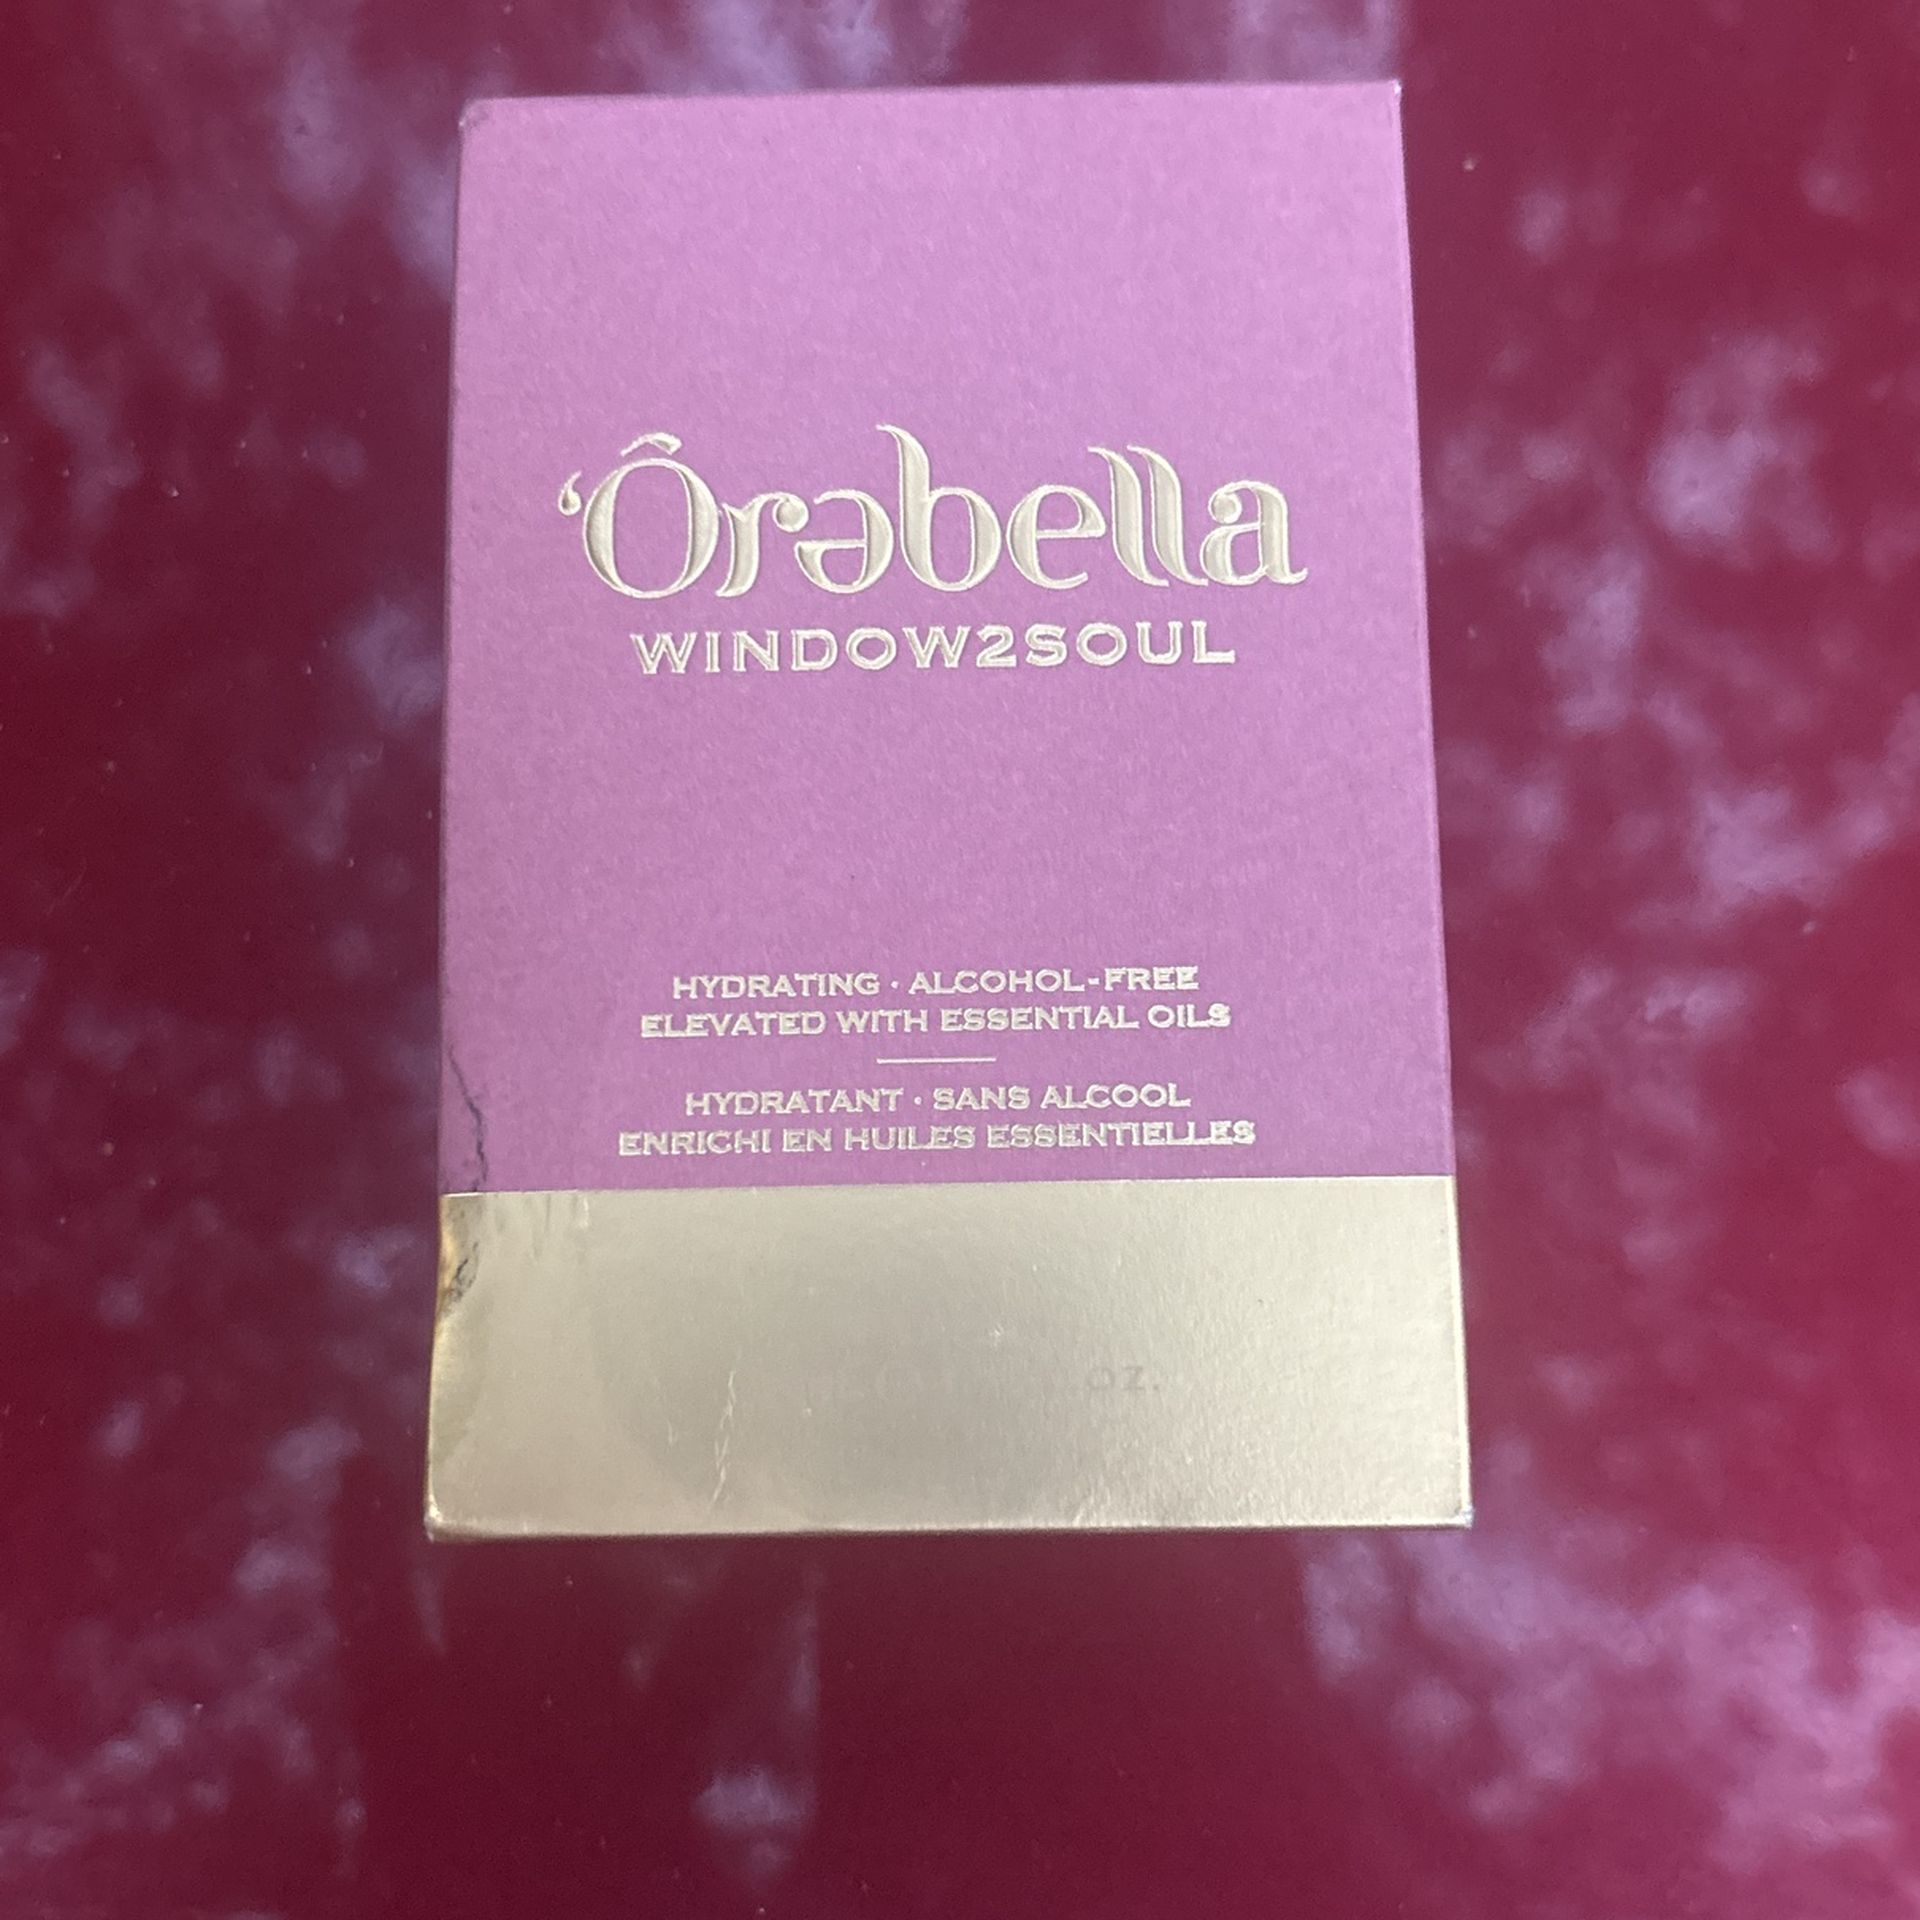 ‘Ôrəbella
WINDOW2SOUL
HYDRATING · ALCOHOL-FREE
ELEVATED WITH ESSENTIAL OILS
HYDRATANT · SANS ALCOOL
ENRICHI EN HUILES ESSENTIELLES
OZ.